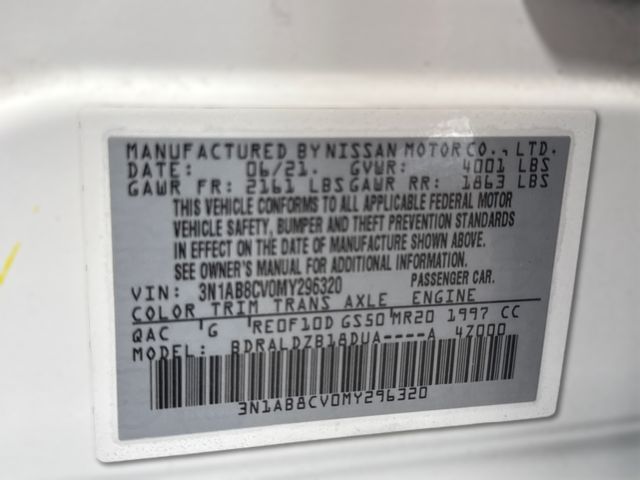 MANUFACTURED BY NISSAN MOTOR CO., LTD.
DATE: 06/21. GVWR: 4001 LBS
GAWR FR: 2161 LBS GAWR RR: 1863 LBS
THIS VEHICLE CONFORMS TO ALL APPLICABLE FEDERAL MOTOR
VEHICLE SAFETY, BUMPER AND THEFT PREVENTION STANDARDS
IN EFFECT ON THE DATE OF MANUFACTURE SHOWN ABOVE.
SEE OWNER'S MANUAL FOR ADDITIONAL INFORMATION.
VIN: 3N1AB8CV0MY296320 PASSENGER CAR.
COLOR TRIM TRANS AXLE ENGINE
QAC G RE0F10D GS50 MR20 1997 CC
MODEL: BDRALDZB18DUA----A 4Z000
3N1AB8CV0MY296320